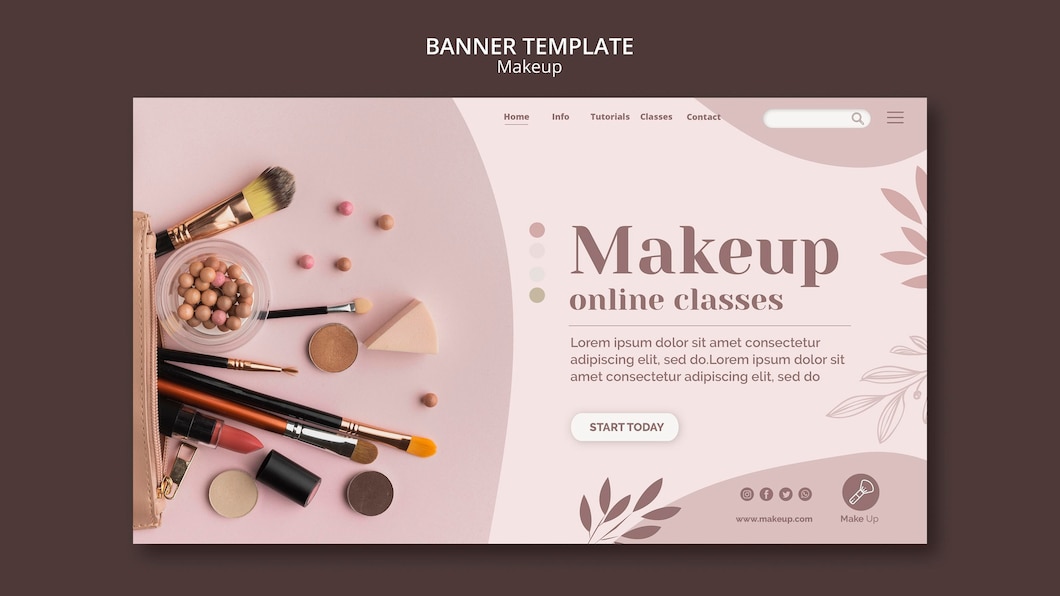 BANNER TEMPLATE
Makeup
Home Info Tutorials Classes Contact
Makeup
online classes
Lorem ipsum dolor sit amet consectetur
adipiscing elit, sed do.Lorem ipsum dolor sit
amet consectetur adipiscing elit, sed do
START TODAY
www.makeup.com
Make Up